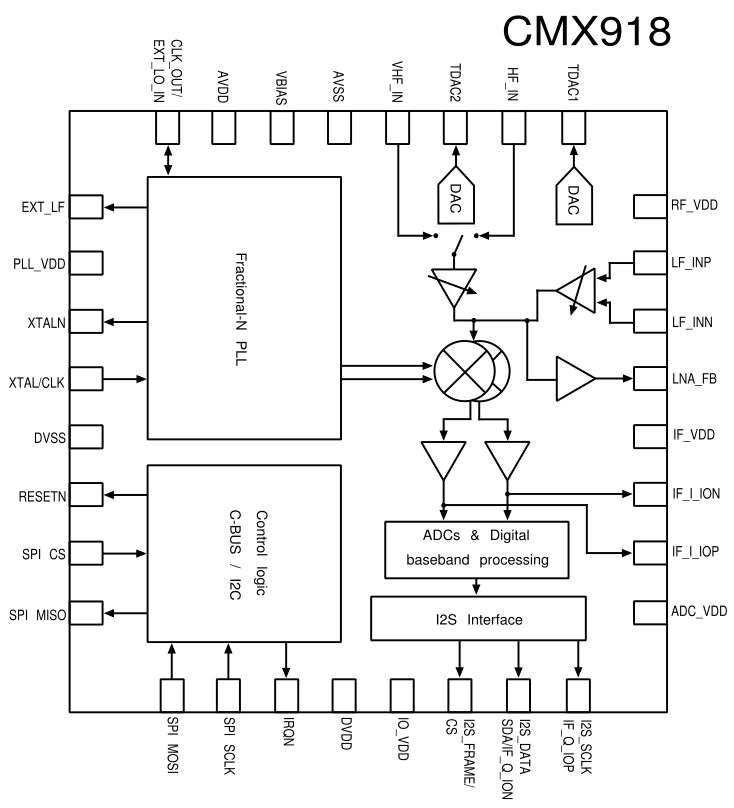 CMX918
CLK_OUT/
EXT_LO_IN
AVDD
VBIAS
AVSS
VHF_IN
TDAC2
HF_IN
TDAC1
EXT_LF
PLL_VDD
XTALN
XTAL/CLK
DVSS
RESETN
SPI CS
SPI MISO
Fractional-N PLL
DAC
DAC
Control logic
C-BUS / I2C
ADCs & Digital
baseband processing
I2S Interface
RF_VDD
LF_INP
LF_INN
LNA_FB
IF_VDD
IF_I_ION
IF_I_IOP
ADC_VDD
SPI MOSI
SPI SCLK
IRQN
DVDD
IO_VDD
I2S_FRAME/
CS
I2S_DATA
SDA/IF_Q_ION
I2S_SCLK
IF_Q_IOP